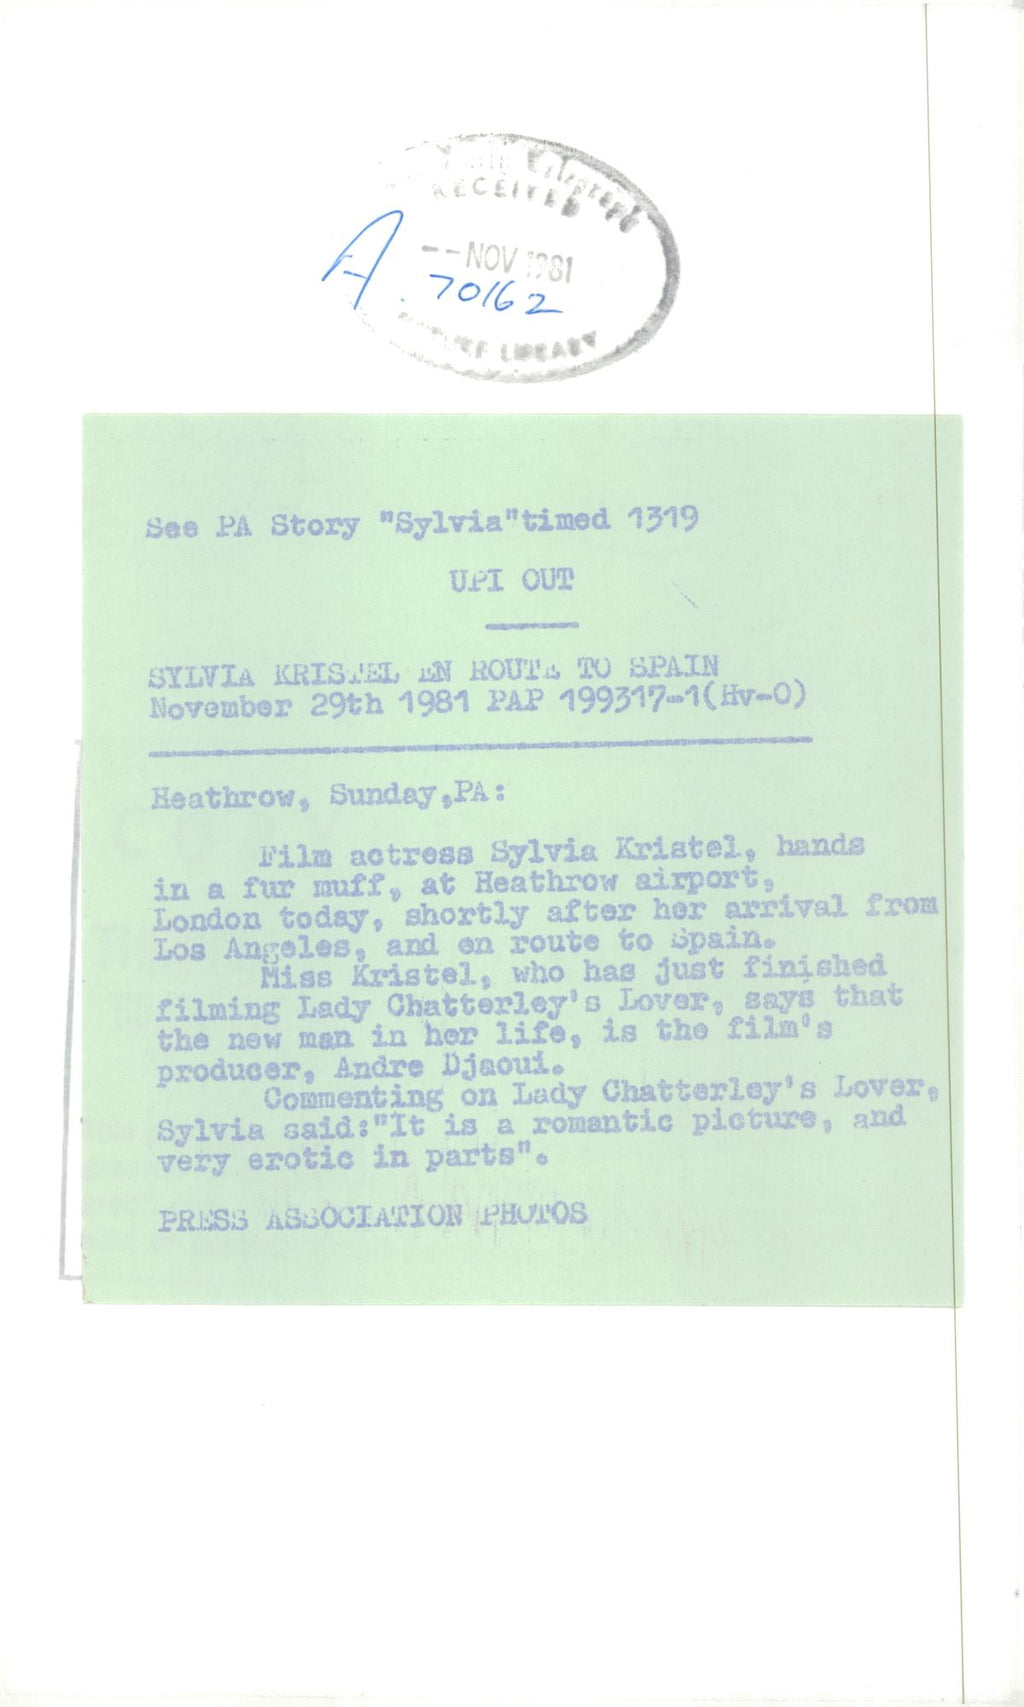 Telegraph
RECEIVED
--NOV 1981
A. 70162
LIBRARY
See PA Story "Sylvia"timed 1319
UPI OUT
SYLVIA KRISTEL EN ROUTE TO SPAIN
November 29th 1981 PAP 199317-1(Hv-O)
Heathrow, Sunday,PA:
Film actress Sylvia Kristel, hands
in a fur muff, at Heathrow airport,
London today, shortly after her arrival from
Los Angeles, and en route to Spain.
Miss Kristel, who has just finished
filming Lady Chatterley's Lover, says that
the new man in her life, is the film's
producer, Andre Djaoui.
Commenting on Lady Chatterley's Lover,
Sylvia said:"It is a romantic picture, and
very erotic in parts".
PRESS ASSOCIATION PHOTOS